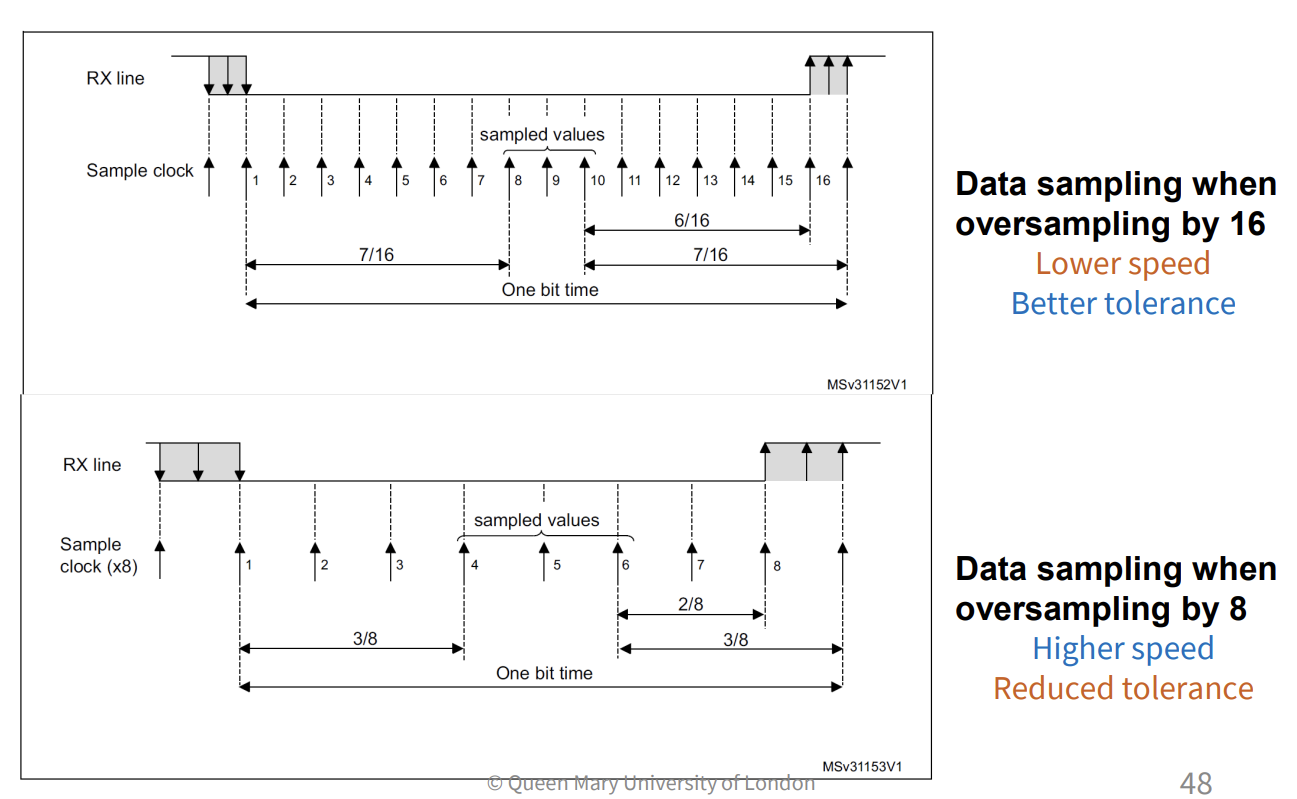 RX line
sampled values
Sample clock
1 2 3 4 5 6 7 8 9 10 11 12 13 14 15 16
6/16
7/16 7/16
One bit time
MSv31152V1
Data sampling when
oversampling by 16
Lower speed
Better tolerance
RX line
sampled values
Sample
clock (x8)
1 2 3 4 5 6 7 8
2/8
3/8 3/8
One bit time
MSv31153V1
Data sampling when
oversampling by 8
Higher speed
Reduced tolerance
© Queen Mary University of London
48